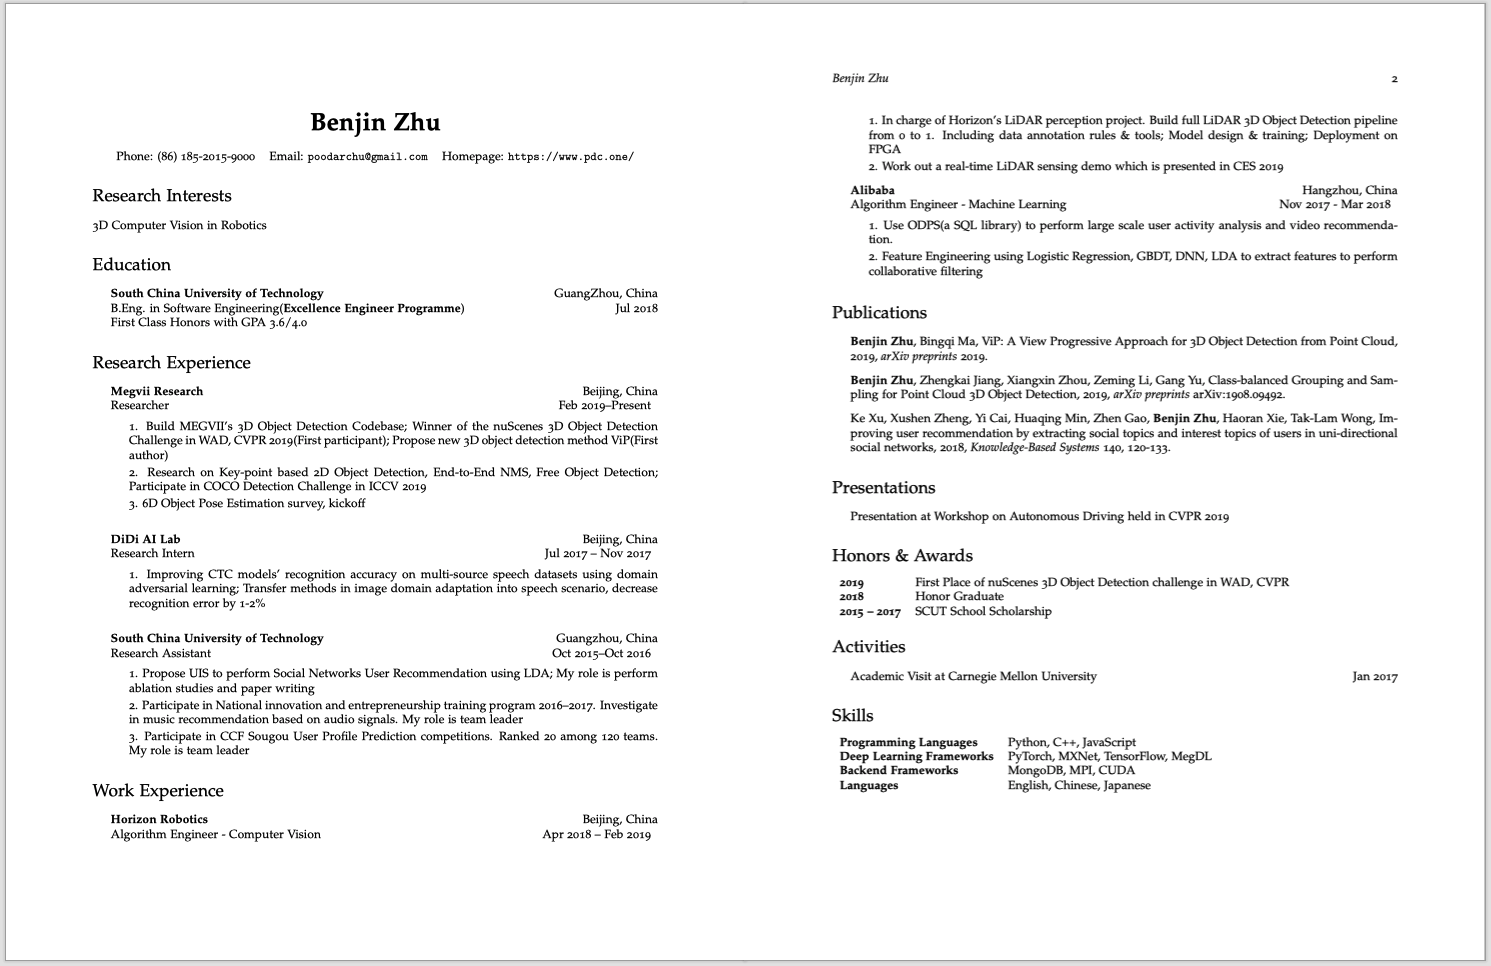 Benjin Zhu
Phone: (86) 185-2015-9000 Email: poodarchu@gmail.com Homepage: https://www.pdc.one/
Research Interests
3D Computer Vision in Robotics
Education
South China University of Technology GuangZhou, China
B.Eng. in Software Engineering(Excellence Engineer Programme) Jul 2018
First Class Honors with GPA 3.6/4.0
Research Experience
Megvii Research Beijing, China
Researcher Feb 2019–Present
1. Build MEGVII's 3D Object Detection Codebase; Winner of the nuScenes 3D Object Detection
Challenge in WAD, CVPR 2019(First participant); Propose new 3D object detection method ViP(First
author)
2. Research on Key-point based 2D Object Detection, End-to-End NMS, Free Object Detection;
Participate in COCO Detection Challenge in ICCV 2019
3. 6D Object Pose Estimation survey, kickoff
DiDi AI Lab Beijing, China
Research Intern Jul 2017 – Nov 2017
1. Improving CTC models' recognition accuracy on multi-source speech datasets using domain
adversarial learning; Transfer methods in image domain adaptation into speech scenario, decrease
recognition error by 1-2%
South China University of Technology Guangzhou, China
Research Assistant Oct 2015–Oct 2016
1. Propose UIS to perform Social Networks User Recommendation using LDA; My role is perform
ablation studies and paper writing
2. Participate in National innovation and entrepreneurship training program 2016–2017. Investigate
in music recommendation based on audio signals. My role is team leader
3. Participate in CCF Sougou User Profile Prediction competitions. Ranked 20 among 120 teams.
My role is team leader
Work Experience
Horizon Robotics Beijing, China
Algorithm Engineer - Computer Vision Apr 2018 – Feb 2019
Benjin Zhu 2
1. In charge of Horizon's LiDAR perception project. Build full LiDAR 3D Object Detection pipeline
from 0 to 1. Including data annotation rules & tools; Model design & training; Deployment on
FPGA
2. Work out a real-time LiDAR sensing demo which is presented in CES 2019
Alibaba Hangzhou, China
Algorithm Engineer - Machine Learning Nov 2017 - Mar 2018
1. Use ODPS(a SQL library) to perform large scale user activity analysis and video recommenda-
tion.
2. Feature Engineering using Logistic Regression, GBDT, DNN, LDA to extract features to perform
collaborative filtering
Publications
Benjin Zhu, Bingqi Ma, ViP: A View Progressive Approach for 3D Object Detection from Point Cloud,
2019, arXiv preprints 2019.
Benjin Zhu, Zhengkai Jiang, Xiangxin Zhou, Zeming Li, Gang Yu, Class-balanced Grouping and Sam-
pling for Point Cloud 3D Object Detection, 2019, arXiv preprints arXiv:1908.09492.
Ke Xu, Xushen Zheng, Yi Cai, Huaqing Min, Zhen Gao, Benjin Zhu, Haoran Xie, Tak-Lam Wong, Im-
proving user recommendation by extracting social topics and interest topics of users in uni-directional
social networks, 2018, Knowledge-Based Systems 140, 120-133.
Presentations
Presentation at Workshop on Autonomous Driving held in CVPR 2019
Honors & Awards
2019 First Place of nuScenes 3D Object Detection challenge in WAD, CVPR
2018 Honor Graduate
2015 – 2017 SCUT School Scholarship
Activities
Academic Visit at Carnegie Mellon University Jan 2017
Skills
Programming Languages Python, C++, JavaScript
Deep Learning Frameworks PyTorch, MXNet, TensorFlow, MegDL
Backend Frameworks MongoDB, MPI, CUDA
Languages English, Chinese, Japanese